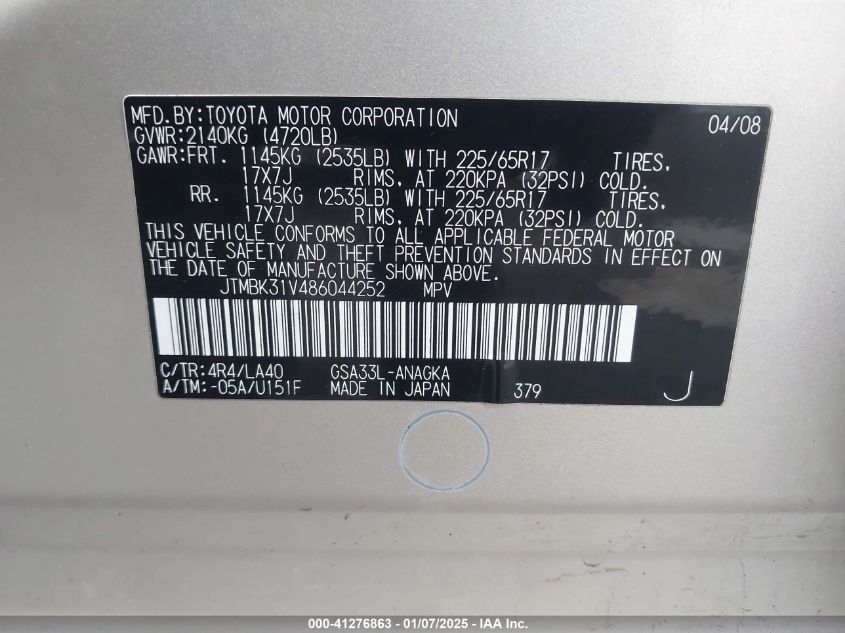 MFD.BY:TOYOTA MOTOR CORPORATION 04/08
GVWR:2140KG (4720LB)
GAWR:FRT. 1145KG (2535LB) WITH 225/65R17 TIRES,
17X7J RIMS, AT 220KPA (32PSI) COLD.
RR. 1145KG (2535LB) WITH 225/65R17 TIRES,
17X7J RIMS, AT 220KPA (32PSI) COLD.
THIS VEHICLE CONFORMS TO ALL APPLICABLE FEDERAL MOTOR
VEHICLE SAFETY AND THEFT PREVENTION STANDARDS IN EFFECT ON
THE DATE OF MANUFACTURE SHOWN ABOVE.
JTMBK31V486044252 MPV
C/TR:4R4/LA40 GSA33L-ANAGKA
A/TM:-05A/U151F MADE IN JAPAN 379 J
000-41276863 - 01/07/2025 - IAA Inc.